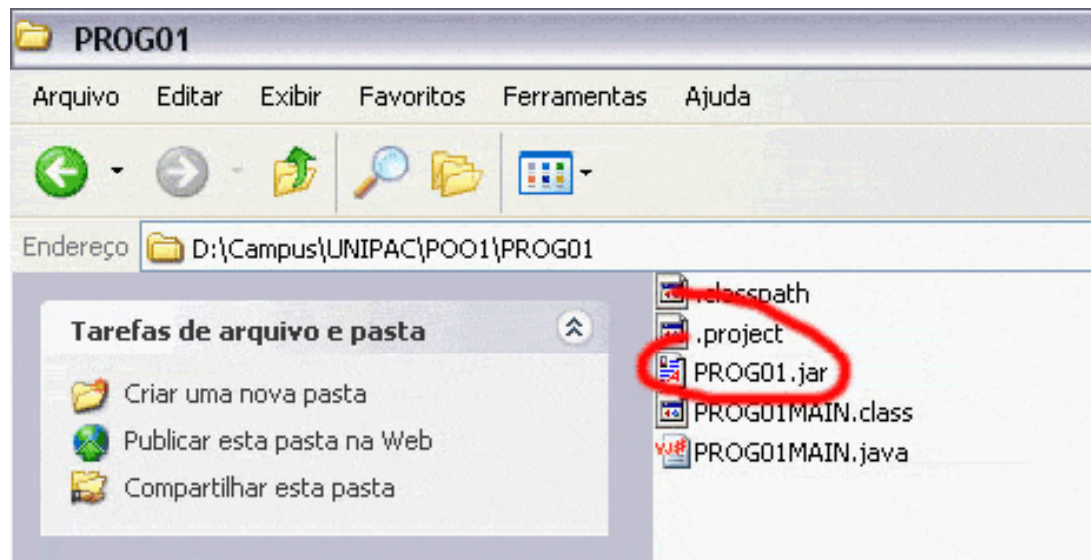 PROG01
Arquivo Editar Exibir Favoritos Ferramentas Ajuda
Endereço D:\Campus\UNIPAC\POO1\PROG01
Tarefas de arquivo e pasta
Criar uma nova pasta
Publicar esta pasta na Web
Compartilhar esta pasta
.classpath
.project
PROG01.jar
PROG01MAIN.class
PROG01MAIN.java